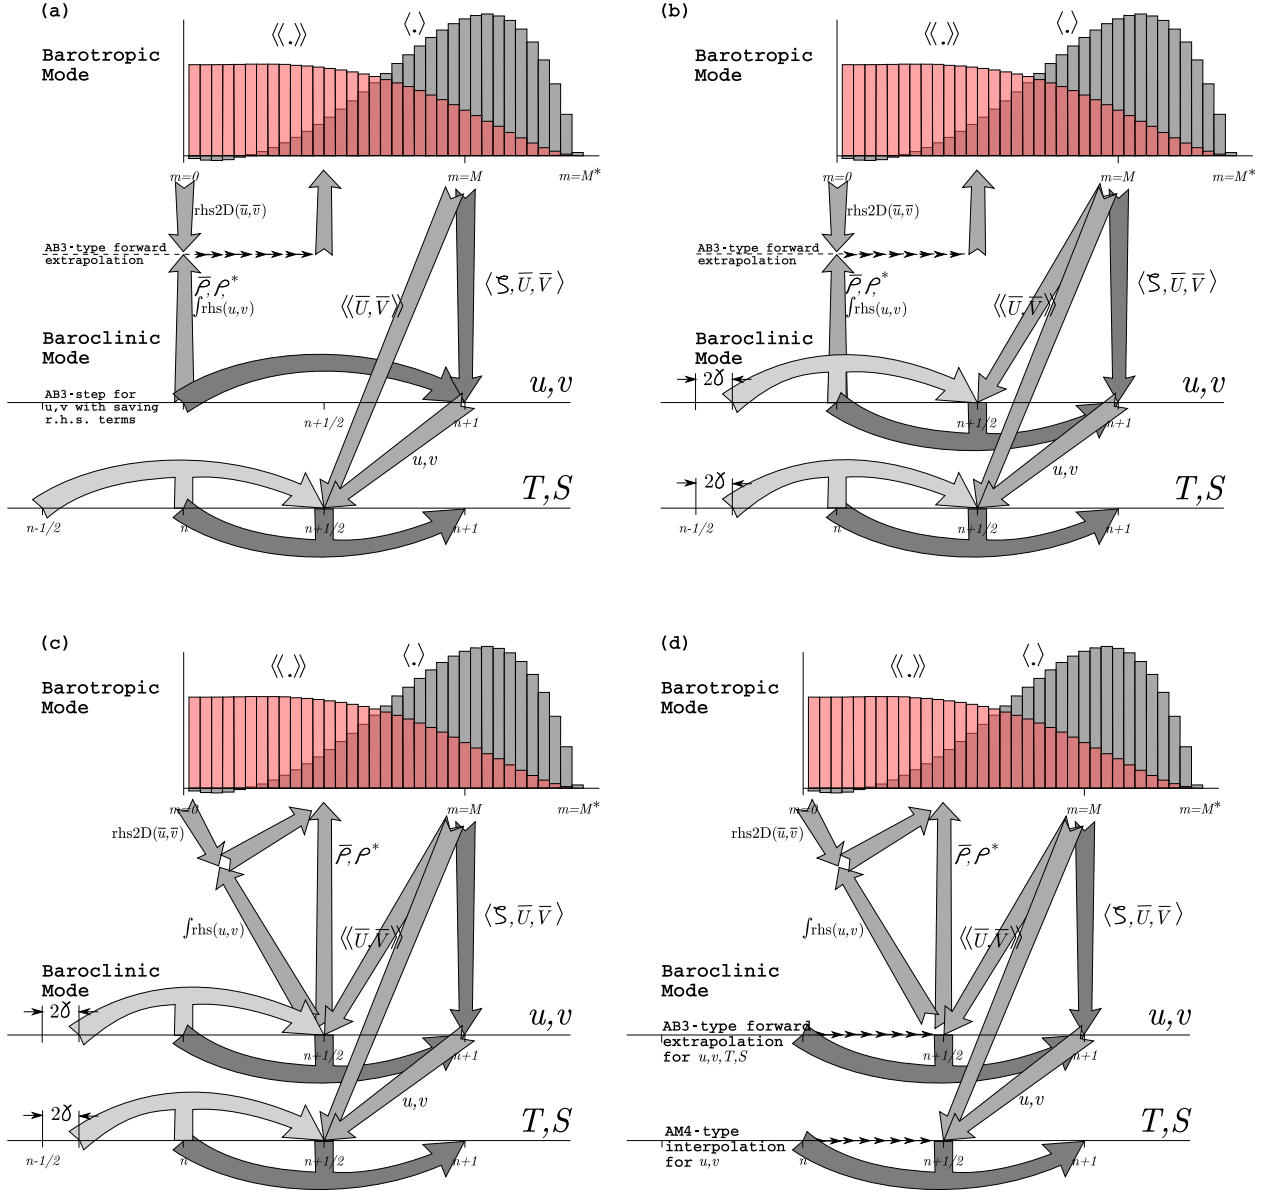 (a)
⟨⟨.⟩⟩
⟨.⟩
Barotropic
Mode
m=0
m=M
m=M*
rhs2D(u̅,v̅)
AB3-type forward
extrapolation
ρ̅,ρ*
∫rhs(u,v)
⟨⟨U̅,V̅⟩⟩
⟨ζ,U̅,V̅⟩
Baroclinic
Mode
u,v
AB3-step for
u,v with saving
r.h.s. terms
n+1/2
n+1
u,v
T,S
n-1/2
n
n+1/2
n+1
(b)
⟨⟨.⟩⟩
⟨.⟩
Barotropic
Mode
m=0
m=M
m=M*
rhs2D(u̅,v̅)
AB3-type forward
extrapolation
ρ̅,ρ*
∫rhs(u,v)
⟨⟨U̅,V̅⟩⟩
⟨ζ,U̅,V̅⟩
Baroclinic
Mode
2γ
u,v
n+1/2
n+1
u,v
2γ
T,S
n-1/2
n
n+1/2
n+1
(c)
⟨⟨.⟩⟩
⟨.⟩
Barotropic
Mode
m=0
m=M
m=M*
rhs2D(u̅,v̅)
ρ̅,ρ*
∫rhs(u,v)
⟨⟨U̅,V̅⟩⟩
⟨ζ,U̅,V̅⟩
Baroclinic
Mode
2γ
u,v
n+1/2
n+1
u,v
2γ
T,S
n-1/2
n
n+1/2
n+1
(d)
⟨⟨.⟩⟩
⟨.⟩
Barotropic
Mode
m=0
m=M
m=M*
rhs2D(u̅,v̅)
ρ̅,ρ*
∫rhs(u,v)
⟨⟨U̅,V̅⟩⟩
⟨ζ,U̅,V̅⟩
Baroclinic
Mode
u,v
AB3-type forward
extrapolation
for u,v,T,S
n+1/2
n+1
u,v
T,S
AM4-type
interpolation
for u,v
n
n+1/2
n+1